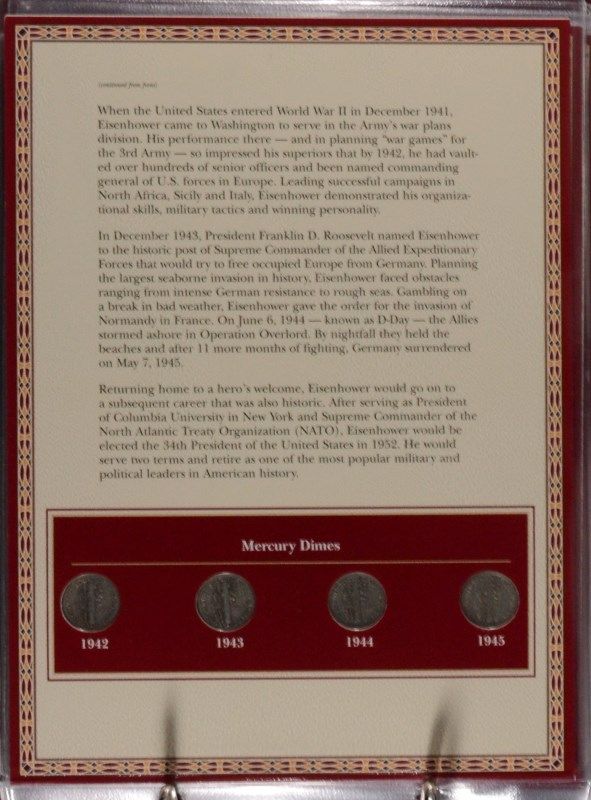 (continued from front)
When the United States entered World War II in December 1941,
Eisenhower came to Washington to serve in the Army's war plans
division. His performance there — and in planning "war games" for
the 3rd Army — so impressed his superiors that by 1942, he had vault-
ed over hundreds of senior officers and been named commanding
general of U.S. forces in Europe. Leading successful campaigns in
North Africa, Sicily and Italy, Eisenhower demonstrated his organiza-
tional skills, military tactics and winning personality.
In December 1943, President Franklin D. Roosevelt named Eisenhower
to the historic post of Supreme Commander of the Allied Expeditionary
Forces that would try to free occupied Europe from Germany. Planning
the largest seaborne invasion in history, Eisenhower faced obstacles
ranging from intense German resistance to rough seas. Gambling on
a break in bad weather, Eisenhower gave the order for the invasion of
Normandy in France. On June 6, 1944 — known as D-Day — the Allies
stormed ashore in Operation Overlord. By nightfall they held the
beaches and after 11 more months of fighting, Germany surrendered
on May 7, 1945.
Returning home to a hero's welcome, Eisenhower would go on to
a subsequent career that was also historic. After serving as President
of Columbia University in New York and Supreme Commander of the
North Atlantic Treaty Organization (NATO), Eisenhower would be
elected the 34th President of the United States in 1952. He would
serve two terms and retire as one of the most popular military and
political leaders in American history.
Mercury Dimes
1942 1943 1944 1945